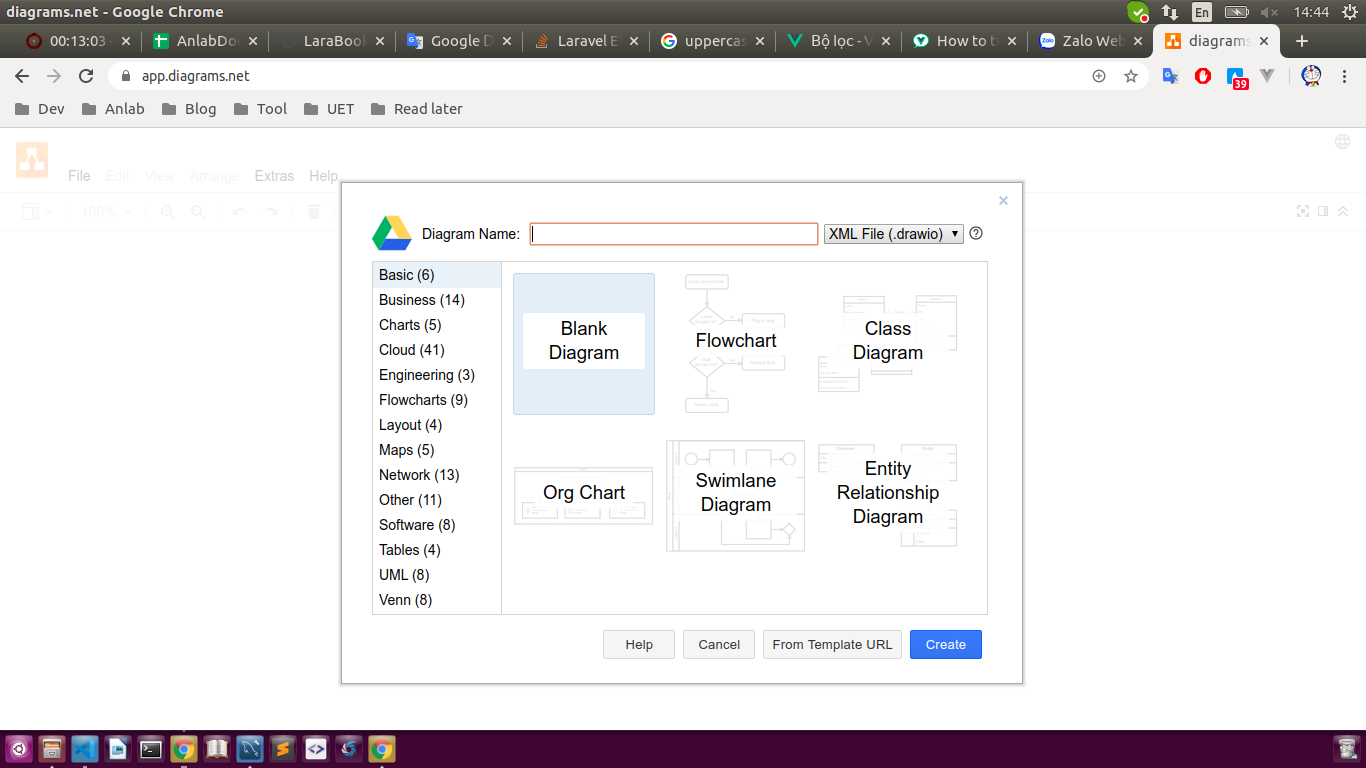 diagrams.net - Google Chrome
En
14:44
00:13:03 -
AnlabDo
LaraBook
Google D
Laravel E
uppercas
Bộ lọc - V
How to t
Zalo Web
diagrams
app.diagrams.net
39
Dev
Anlab
Blog
Tool
UET
Read later
File
Edit
View
Arrange
Extras
Help
100%
Diagram Name:
XML File (.drawio)
Basic (6)
Business (14)
Charts (5)
Cloud (41)
Engineering (3)
Flowcharts (9)
Layout (4)
Maps (5)
Network (13)
Other (11)
Software (8)
Tables (4)
UML (8)
Venn (8)
Blank
Diagram
Flowchart
Class
Diagram
Org Chart
Swimlane
Diagram
Entity
Relationship
Diagram
Help
Cancel
From Template URL
Create